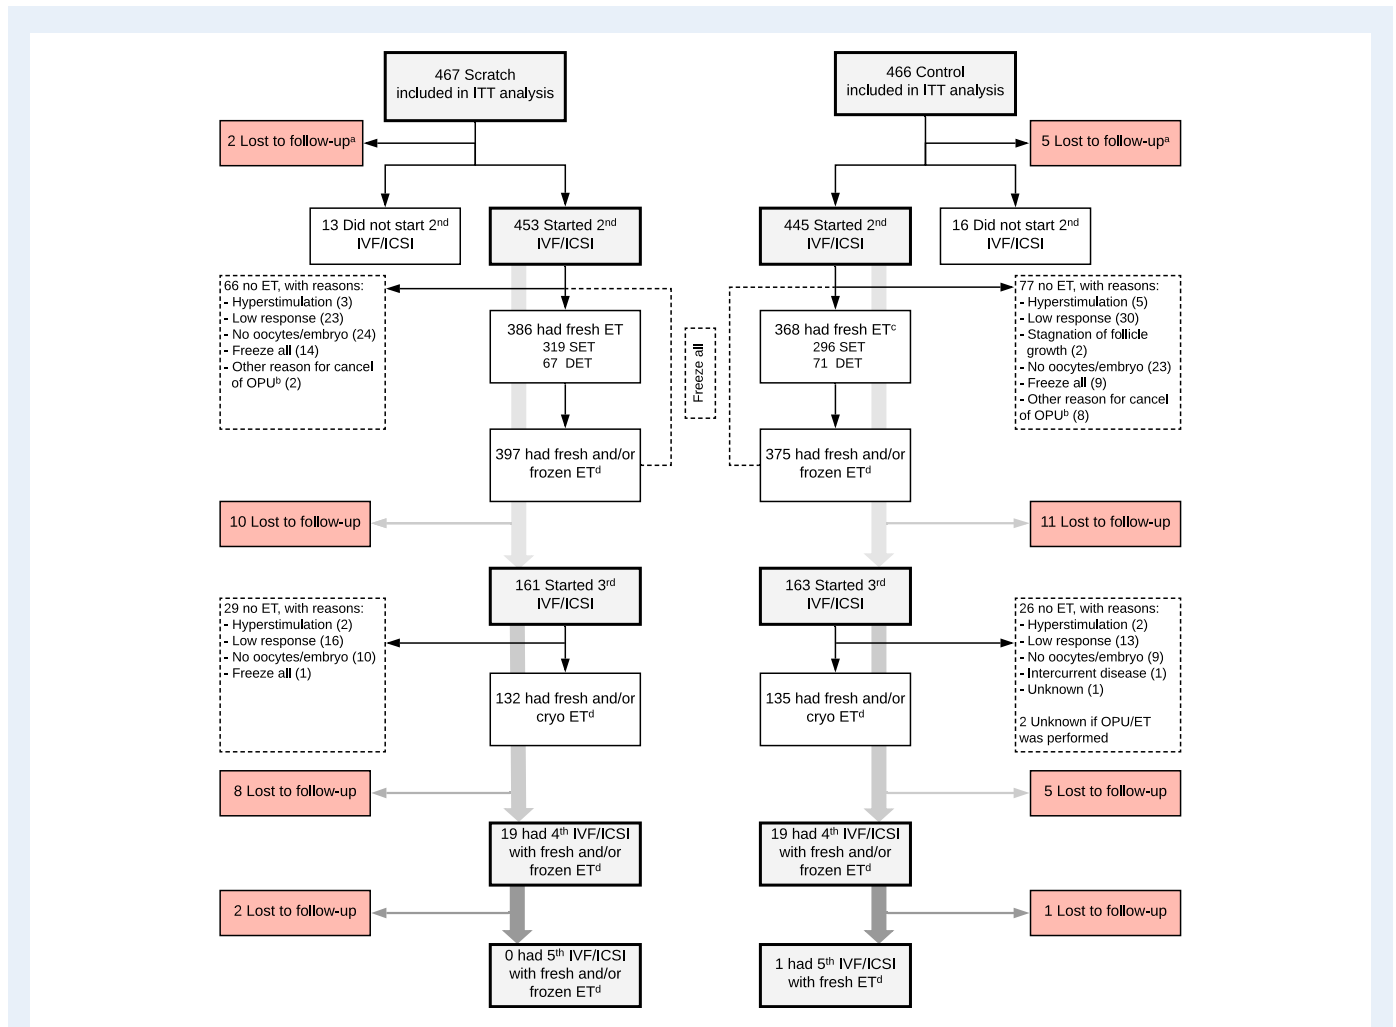 467 Scratch
included in ITT analysis
466 Control
included in ITT analysis
2 Lost to follow-upᵃ
5 Lost to follow-upᵃ
13 Did not start 2ⁿᵈ
IVF/ICSI
453 Started 2ⁿᵈ
IVF/ICSI
445 Started 2ⁿᵈ
IVF/ICSI
16 Did not start 2ⁿᵈ
IVF/ICSI
66 no ET, with reasons:
- Hyperstimulation (3)
- Low response (23)
- No oocytes/embryo (24)
- Freeze all (14)
- Other reason for cancel
of OPUᵇ (2)
386 had fresh ET
319 SET
67 DET
Freeze all
368 had fresh ETᶜ
296 SET
71 DET
77 no ET, with reasons:
- Hyperstimulation (5)
- Low response (30)
- Stagnation of follicle
growth (2)
- No oocytes/embryo (23)
- Freeze all (9)
- Other reason for cancel
of OPUᵇ (8)
397 had fresh and/or
frozen ETᵈ
375 had fresh and/or
frozen ETᵈ
10 Lost to follow-up
11 Lost to follow-up
161 Started 3ʳᵈ
IVF/ICSI
163 Started 3ʳᵈ
IVF/ICSI
29 no ET, with reasons:
- Hyperstimulation (2)
- Low response (16)
- No oocytes/embryo (10)
- Freeze all (1)
26 no ET, with reasons:
- Hyperstimulation (2)
- Low response (13)
- No oocytes/embryo (9)
- Intercurrent disease (1)
- Unknown (1)
2 Unknown if OPU/ET
was performed
132 had fresh and/or
cryo ETᵈ
135 had fresh and/or
cryo ETᵈ
8 Lost to follow-up
5 Lost to follow-up
19 had 4ᵗʰ IVF/ICSI
with fresh and/or
frozen ETᵈ
19 had 4ᵗʰ IVF/ICSI
with fresh and/or
frozen ETᵈ
2 Lost to follow-up
1 Lost to follow-up
0 had 5ᵗʰ IVF/ICSI
with fresh and/or
frozen ETᵈ
1 had 5ᵗʰ IVF/ICSI
with fresh ETᵈ